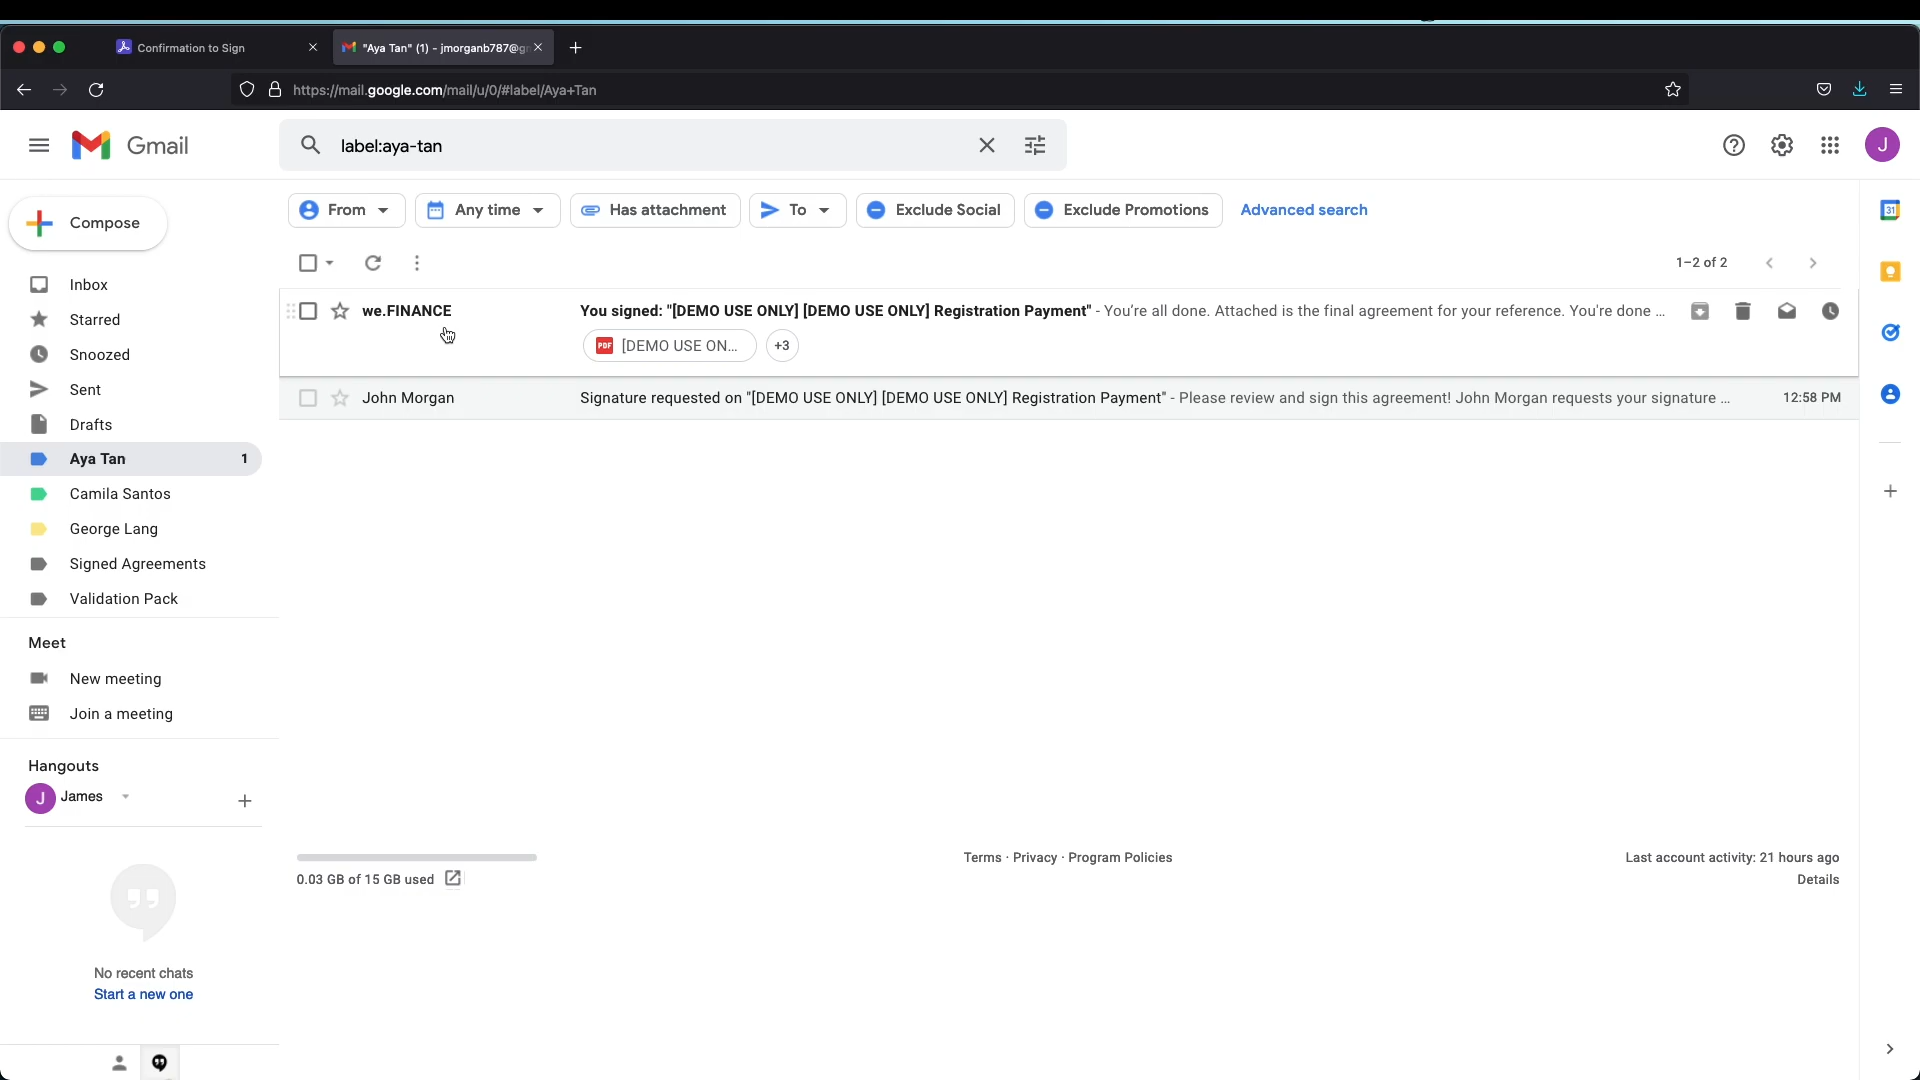 Confirmation to Sign
"Aya Tan" (1) - jmorganb787@gm
https://mail.google.com/mail/u/0/#label/Aya+Tan
Gmail
label:aya-tan
J
Compose
From
Any time
Has attachment
To
Exclude Social
Exclude Promotions
Advanced search
1–2 of 2
Inbox
Starred
Snoozed
Sent
Drafts
Aya Tan 1
Camila Santos
George Lang
Signed Agreements
Validation Pack
we.FINANCE You signed: "[DEMO USE ONLY] [DEMO USE ONLY] Registration Payment" - You're all done. Attached is the final agreement for your reference. You're done ...
PDF [DEMO USE ON... +3
John Morgan Signature requested on "[DEMO USE ONLY] [DEMO USE ONLY] Registration Payment" - Please review and sign this agreement! John Morgan requests your signature ... 12:58 PM
31
Meet
New meeting
Join a meeting
Hangouts
J James
No recent chats
Start a new one
0.03 GB of 15 GB used
Terms · Privacy · Program Policies
Last account activity: 21 hours ago
Details